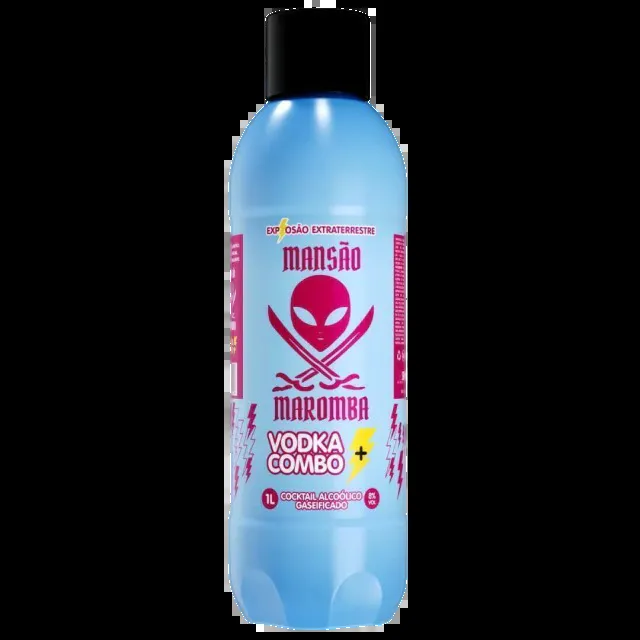 EXPLOSÃO EXTRATERRESTRE
MANSÃO
MAROMBA
VODKA
COMBO +
1L COCKTAIL ALCOÓLICO 8% VOL
GASEIFICADO